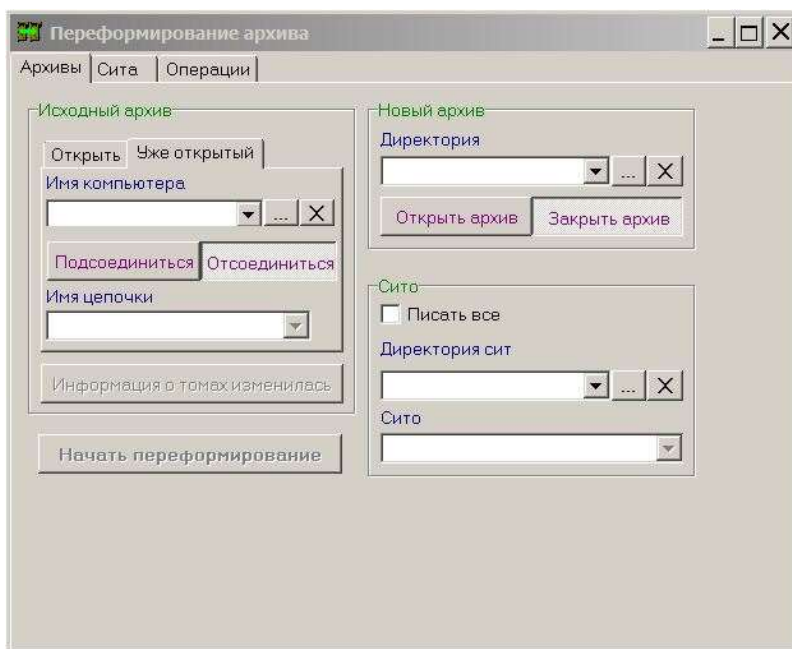 Переформирование архива
Архивы Сита Операции
Исходный архив
Открыть Уже открытый
Имя компьютера
...
Подсоединиться Отсоединиться
Имя цепочки
Информация о томах изменилась
Начать переформирование
Новый архив
Директория
...
Открыть архив Закрыть архив
Сито
Писать все
Директория сит
...
Сито